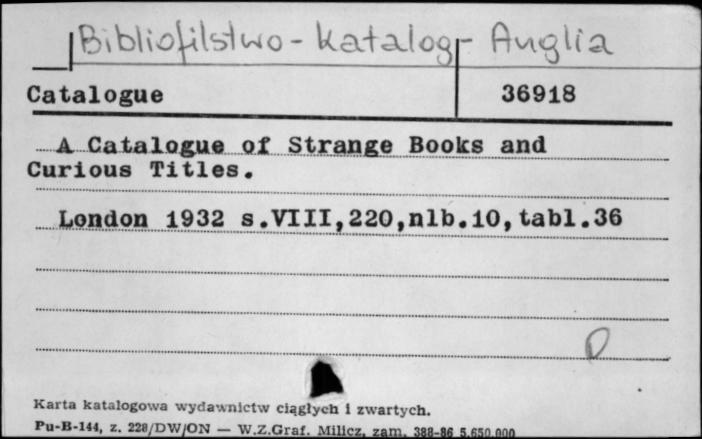 Bibliofilstwo - katalog - Anglia
Catalogue 36918
A Catalogue of Strange Books and
Curious Titles.
London 1932 s.VIII,220,nlb.10,tabl.36
D
Karta katalogowa wydawnictw ciągłych i zwartych.
Pu-B-144, z. 228/DW/ON — W.Z.Graf. Milicz, zam. 388-86 5.650.000